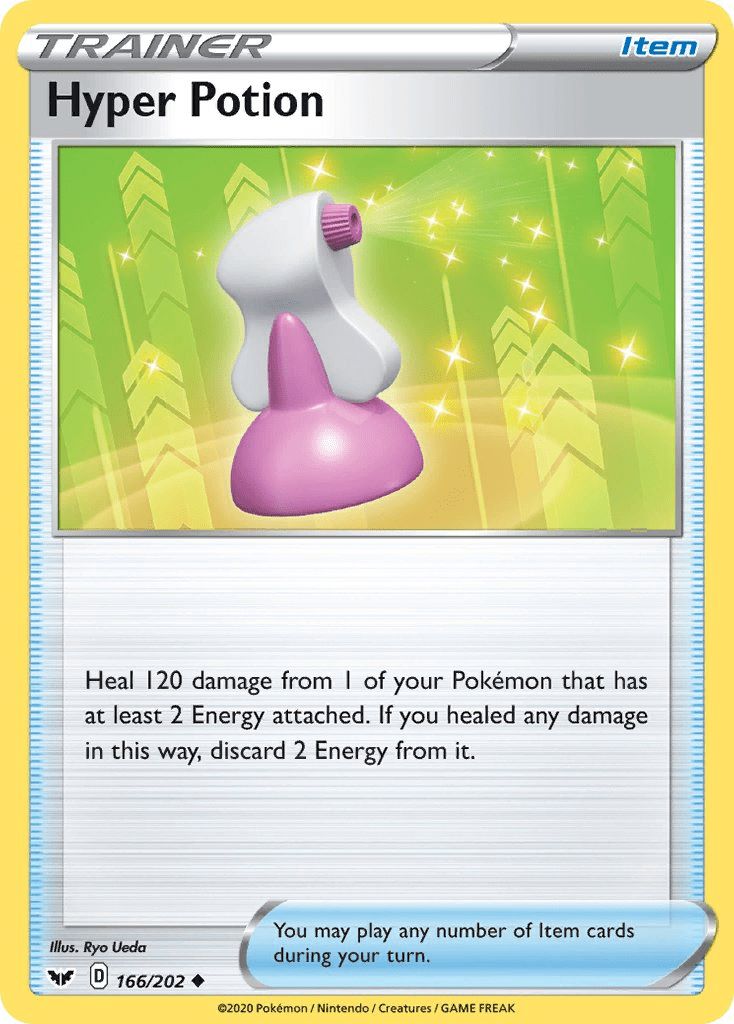 TRAINER
Item
Hyper Potion
Heal 120 damage from 1 of your Pokémon that has
at least 2 Energy attached. If you healed any damage
in this way, discard 2 Energy from it.
You may play any number of Item cards
during your turn.
Illus. Ryo Ueda
D 166/202 ◆
©2020 Pokémon / Nintendo / Creatures / GAME FREAK